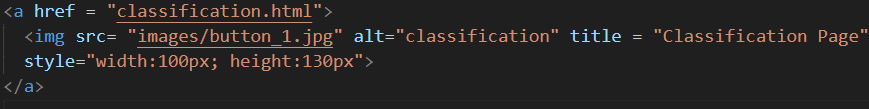 <a href = "classification.html">
<img src= "images/button_1.jpg" alt="classification" title = "Classification Page"
style="width:100px; height:130px">
</a>